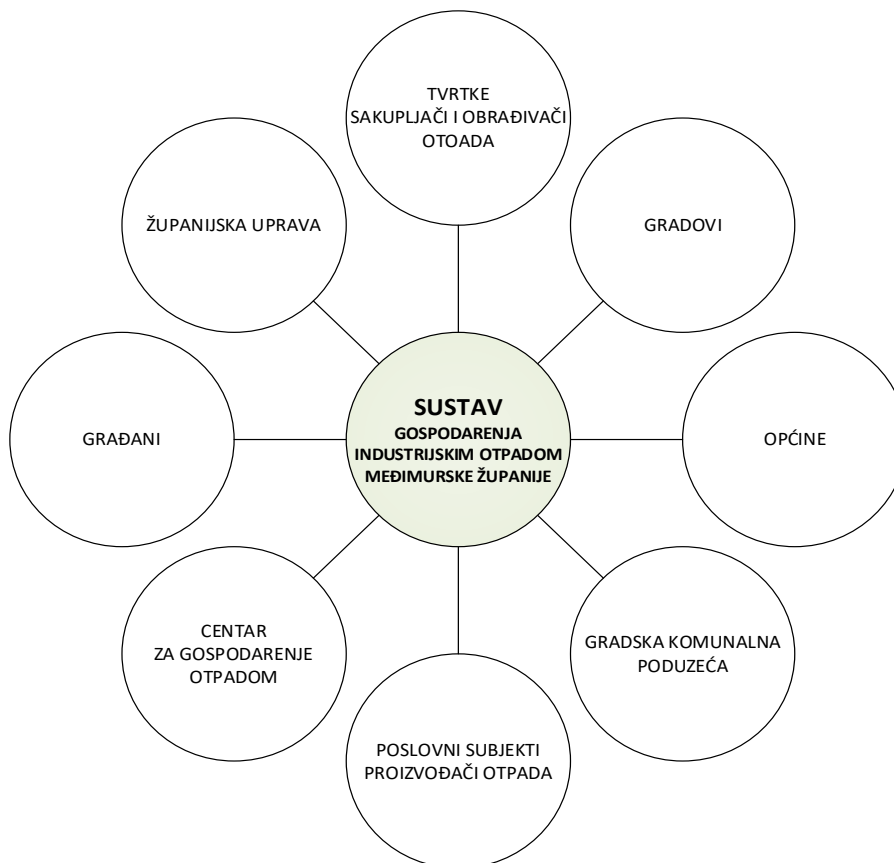 TVRTKE
SAKUPLJAČI I OBRAĐIVAČI
OTOADA
ŽUPANIJSKA UPRAVA
GRADOVI
SUSTAV
GOSPODARENJA
INDUSTRIJSKIM OTPADOM
MEĐIMURSKE ŽUPANIJE
GRAĐANI
OPĆINE
CENTAR
ZA GOSPODARENJE
OTPADOM
GRADSKA KOMUNALNA
PODUZEĆA
POSLOVNI SUBJEKTI
PROIZVOĐAČI OTPADA